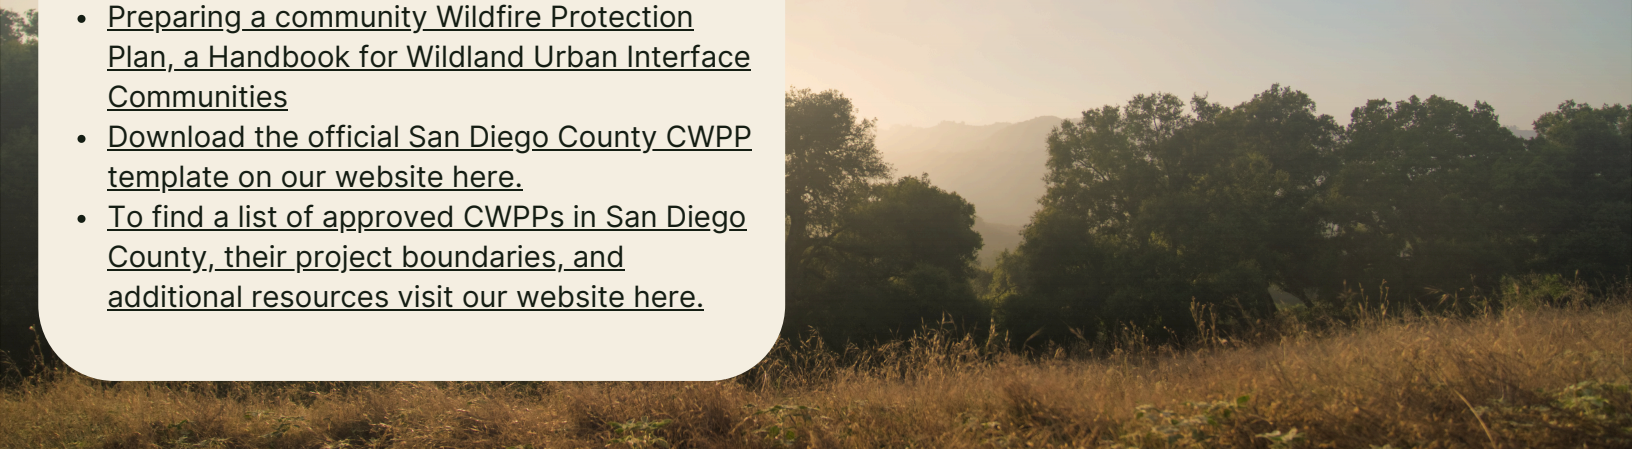 • Preparing a community Wildfire Protection
Plan, a Handbook for Wildland Urban Interface
Communities
• Download the official San Diego County CWPP
template on our website here.
• To find a list of approved CWPPs in San Diego
County, their project boundaries, and
additional resources visit our website here.